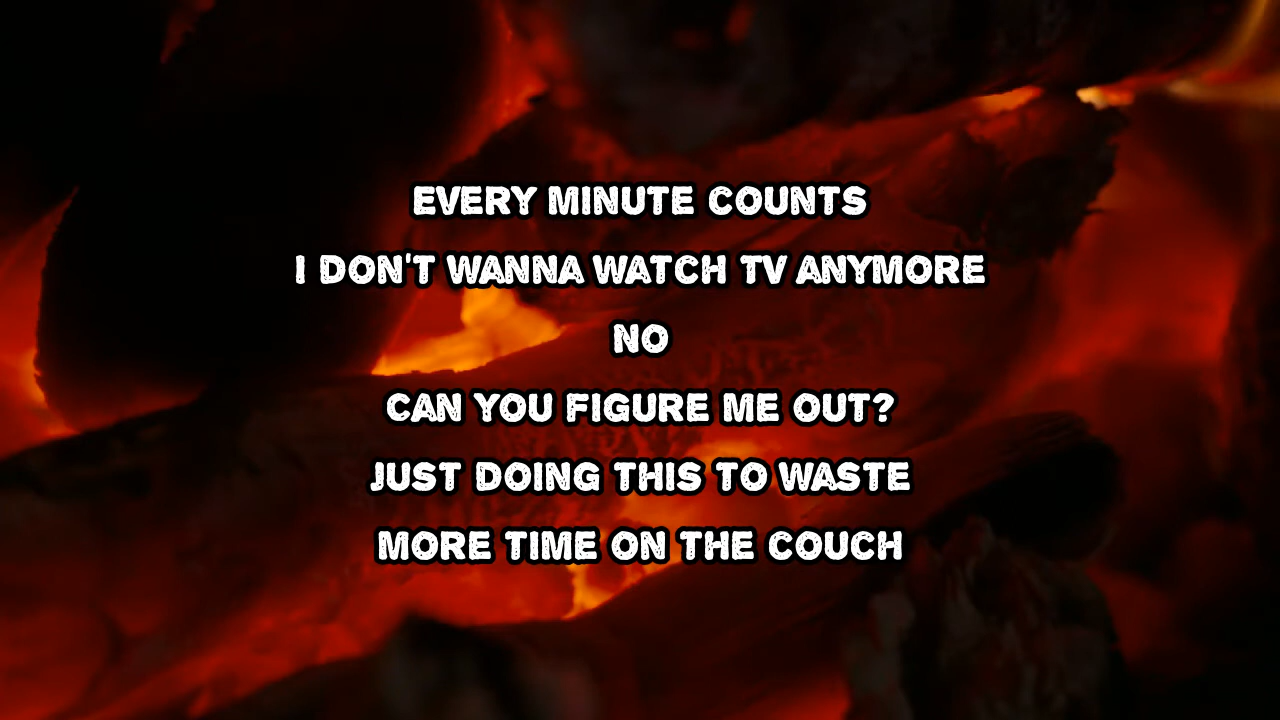 EVERY MINUTE COUNTS
I DON'T WANNA WATCH TV ANYMORE
NO
CAN YOU FIGURE ME OUT?
JUST DOING THIS TO WASTE
MORE TIME ON THE COUCH